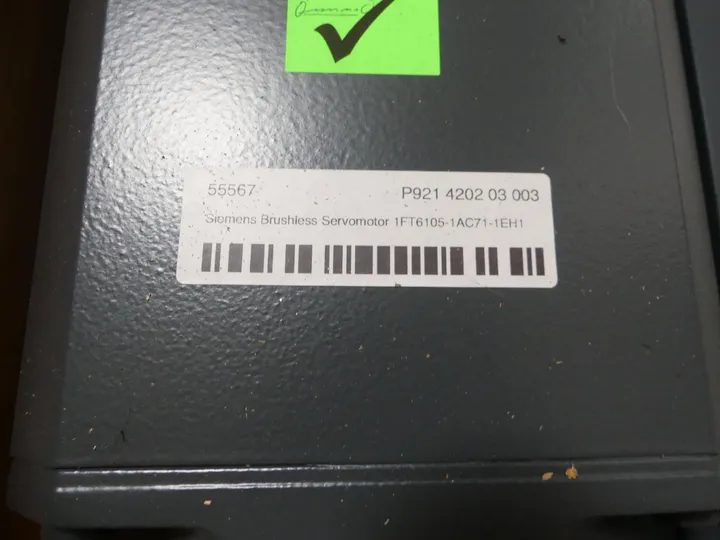 55567 P921 4202 03 003
Siemens Brushless Servomotor 1FT6105-1AC71-1EH1